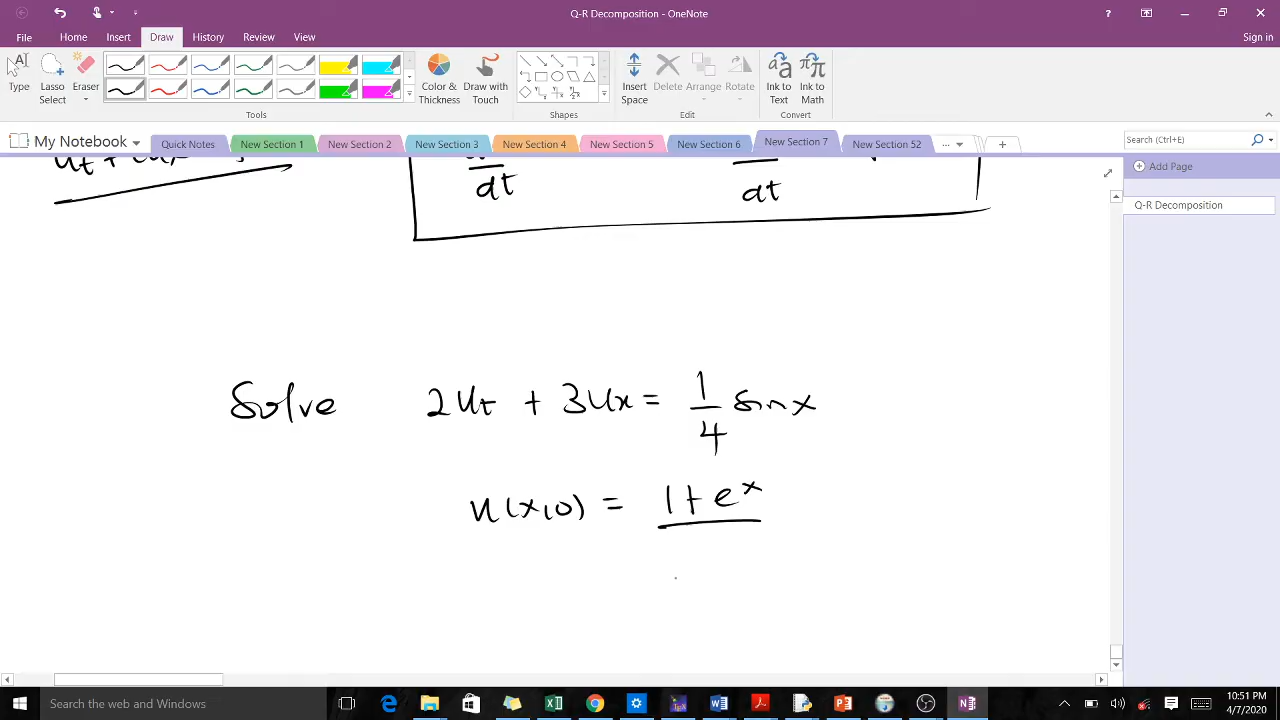 Q-R Decomposition - OneNote
Sign in
File Home Insert Draw History Review View
Type Lasso Select Eraser Color & Thickness Draw with Touch Insert Space Delete Arrange Rotate Ink to Text Ink to Math
Tools Shapes Edit Convert
My Notebook Quick Notes New Section 1 New Section 2 New Section 3 New Section 4 New Section 5 New Section 6 New Section 7 New Section 52 ... Search (Ctrl+E)
Add Page
Q-R Decomposition
dt dt
Solve 2Ut + 3Ux = 1/4 sin x
u(x,0) = 1 + e^x
Search the web and Windows
10:51 PM
4/7/2020